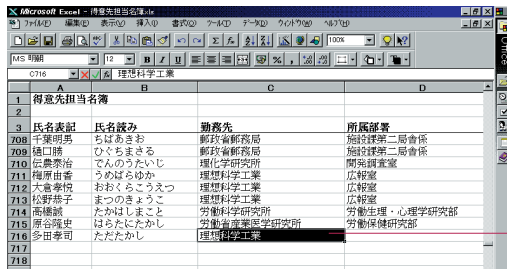 Microsoft Excel - 得意先担当名簿.xls
ファイル(F) 編集(E) 表示(V) 挿入(I) 書式(O) ツール(T) データ(D) ウィンドウ(W) ヘルプ(H)
100%
MS 明朝 12 B I U
C716 理想科学工業
A B C D
1 得意先担当名簿
2
3 氏名表記 氏名読み 勤務先 所属部署
708 千葉明男 ちばあきお 郵政省郵務局 施設課第二局舎係
709 樋口勝 ひぐちまさる 郵政省郵務局 施設課第二局舎係
710 伝農泰治 でんのうたいじ 理化学研究所 開発調査室
711 梅原由香 うめばらゆか 理想科学工業 広報室
712 大倉孝悦 おおくらこうえつ 理想科学工業 広報室
713 松野恭子 まつのきょうこ 理想科学工業 広報室
714 高橋誠 たかはしまこと 労働科学研究所 労働生理・心理学研究部
715 原谷隆史 はらたにたかし 労働省産業医学研究所 労働保健研究部
716 多田孝司 ただたかし 理想科学工業
717
718
Office